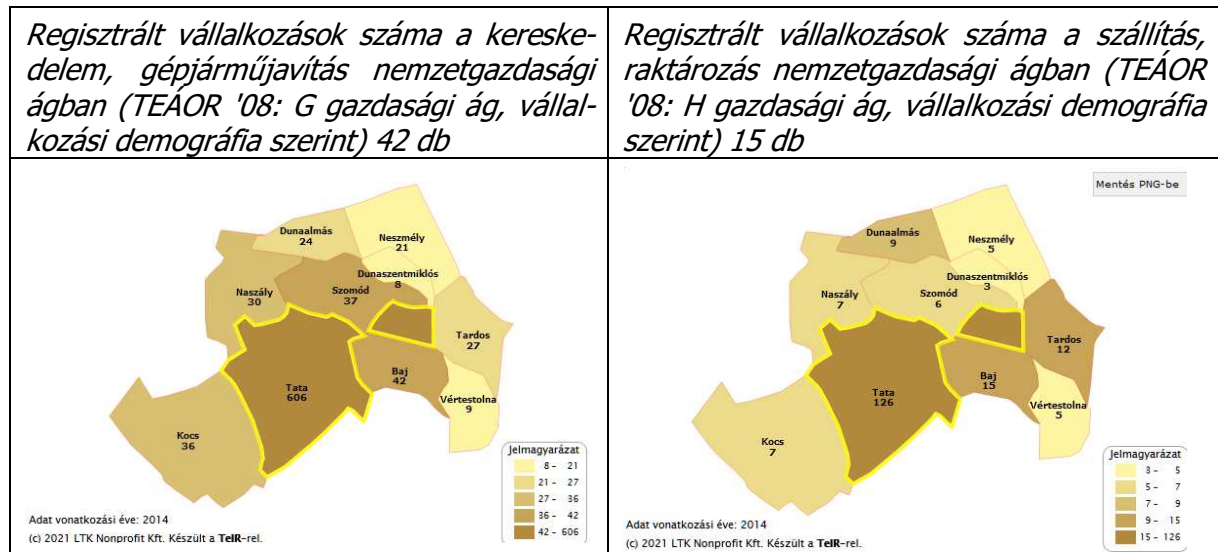 Regisztrált vállalkozások száma a keres­ke-
delem, gépjárműjavítás nemzetgazdasági
ágban (TEÁOR '08: G gazdasági ág, vállal-
kozási demográfia szerint) 42 db
Regisztrált vállalkozások száma a szállítás,
raktározás nemzetgazdasági ágban (TEÁOR
'08: H gazdasági ág, vállalkozási demográfia
szerint) 15 db
Dunaalmás
24
Neszmély
21
Dunaszentmiklós
8
Naszály
30
Szomód
37
Tardos
27
Baj
42
Tata
606
Vértestolna
9
Kocs
36
Jelmagyarázat
8 - 21
21 - 27
27 - 36
36 - 42
42 - 606
Adat vonatkozási éve: 2014
(c) 2021 LTK Nonprofit Kft. Készült a TeIR-rel.
Mentés PNG-be
Dunaalmás
9
Neszmély
5
Dunaszentmiklós
3
Naszály
7
Szomód
6
Tardos
12
Baj
15
Tata
126
Vértestolna
5
Kocs
7
Jelmagyarázat
3 - 5
5 - 7
7 - 9
9 - 15
15 - 126
Adat vonatkozási éve: 2014
(c) 2021 LTK Nonprofit Kft. Készült a TeIR-rel.